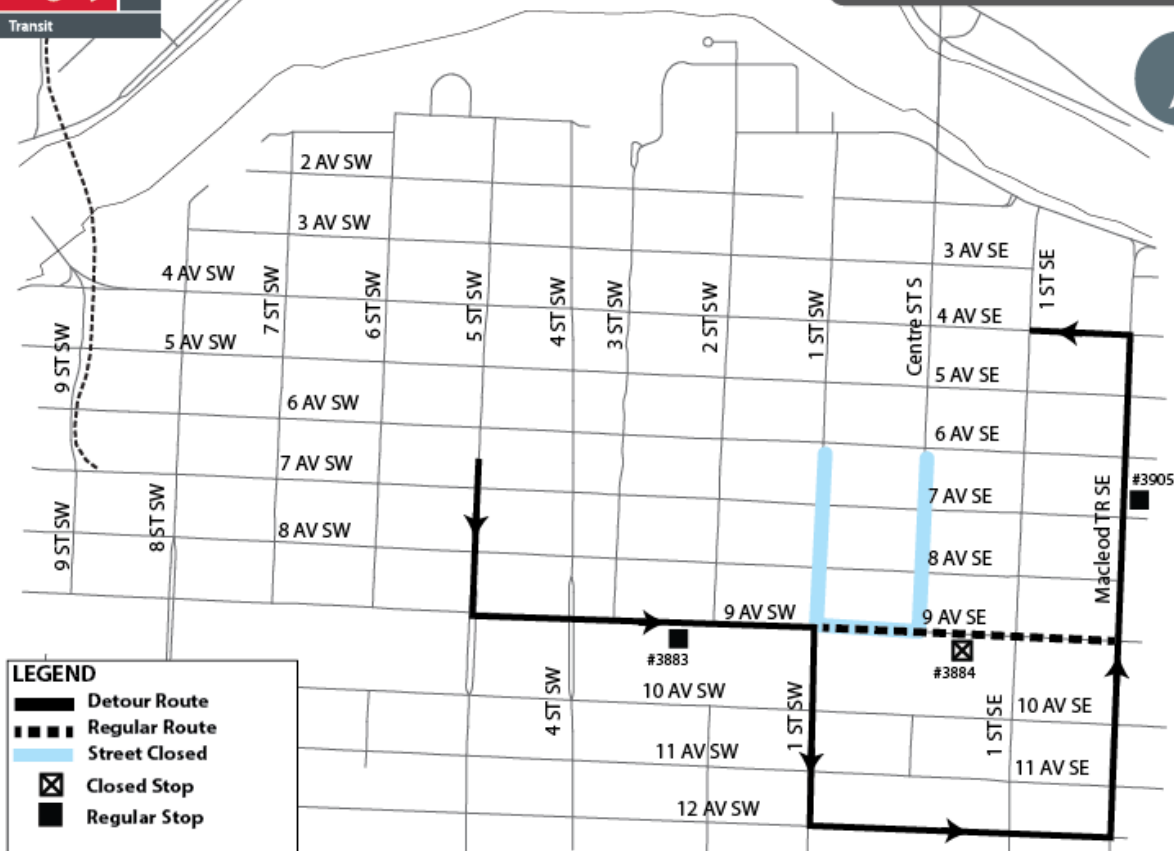 Transit
2 AV SW
3 AV SW
3 AV SE
4 AV SW
7 ST SW
6 ST SW
5 ST SW
4 ST SW
3 ST SW
2 ST SW
1 ST SW
Centre ST S
1 ST SE
4 AV SE
9 ST SW
5 AV SW
5 AV SE
6 AV SW
6 AV SE
7 AV SW
7 AV SE
#3905
8 ST SW
9 ST SW
8 AV SW
8 AV SE
Macleod TR SE
9 AV SW
9 AV SE
#3883
#3884
LEGEND
Detour Route
Regular Route
Street Closed
Closed Stop
Regular Stop
4 ST SW
10 AV SW
1 ST SW
1 ST SE
10 AV SE
11 AV SW
11 AV SE
12 AV SW